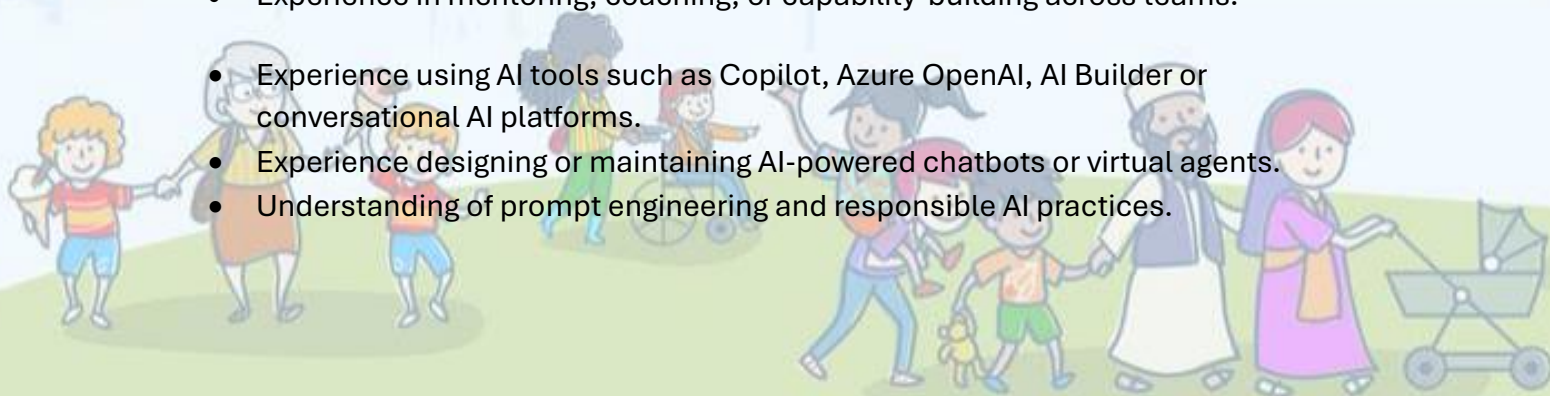 • Experience in mentoring, coaching, or capability-building across teams.
• Experience using AI tools such as Copilot, Azure OpenAI, AI Builder or
conversational AI platforms.
• Experience designing or maintaining AI-powered chatbots or virtual agents.
• Understanding of prompt engineering and responsible AI practices.